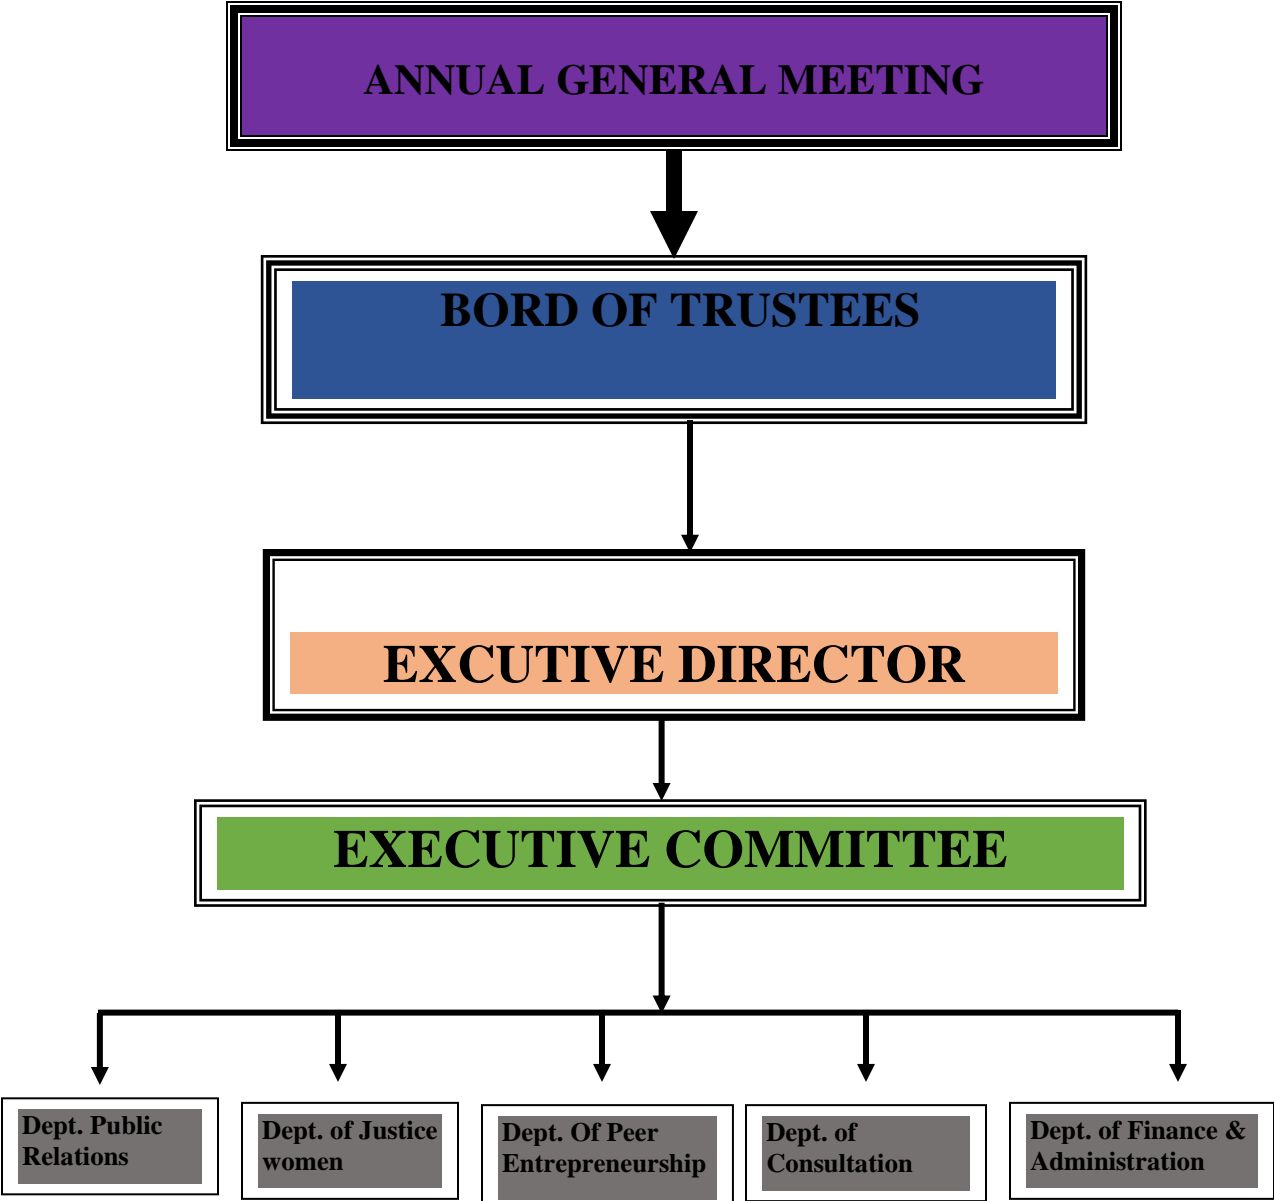 ANNUAL GENERAL MEETING
BORD OF TRUSTEES
EXCUTIVE DIRECTOR
EXECUTIVE COMMITTEE
Dept. Public
Relations
Dept. of Justice
women
Dept. Of Peer
Entrepreneurship
Dept. of
Consultation
Dept. of Finance &
Administration